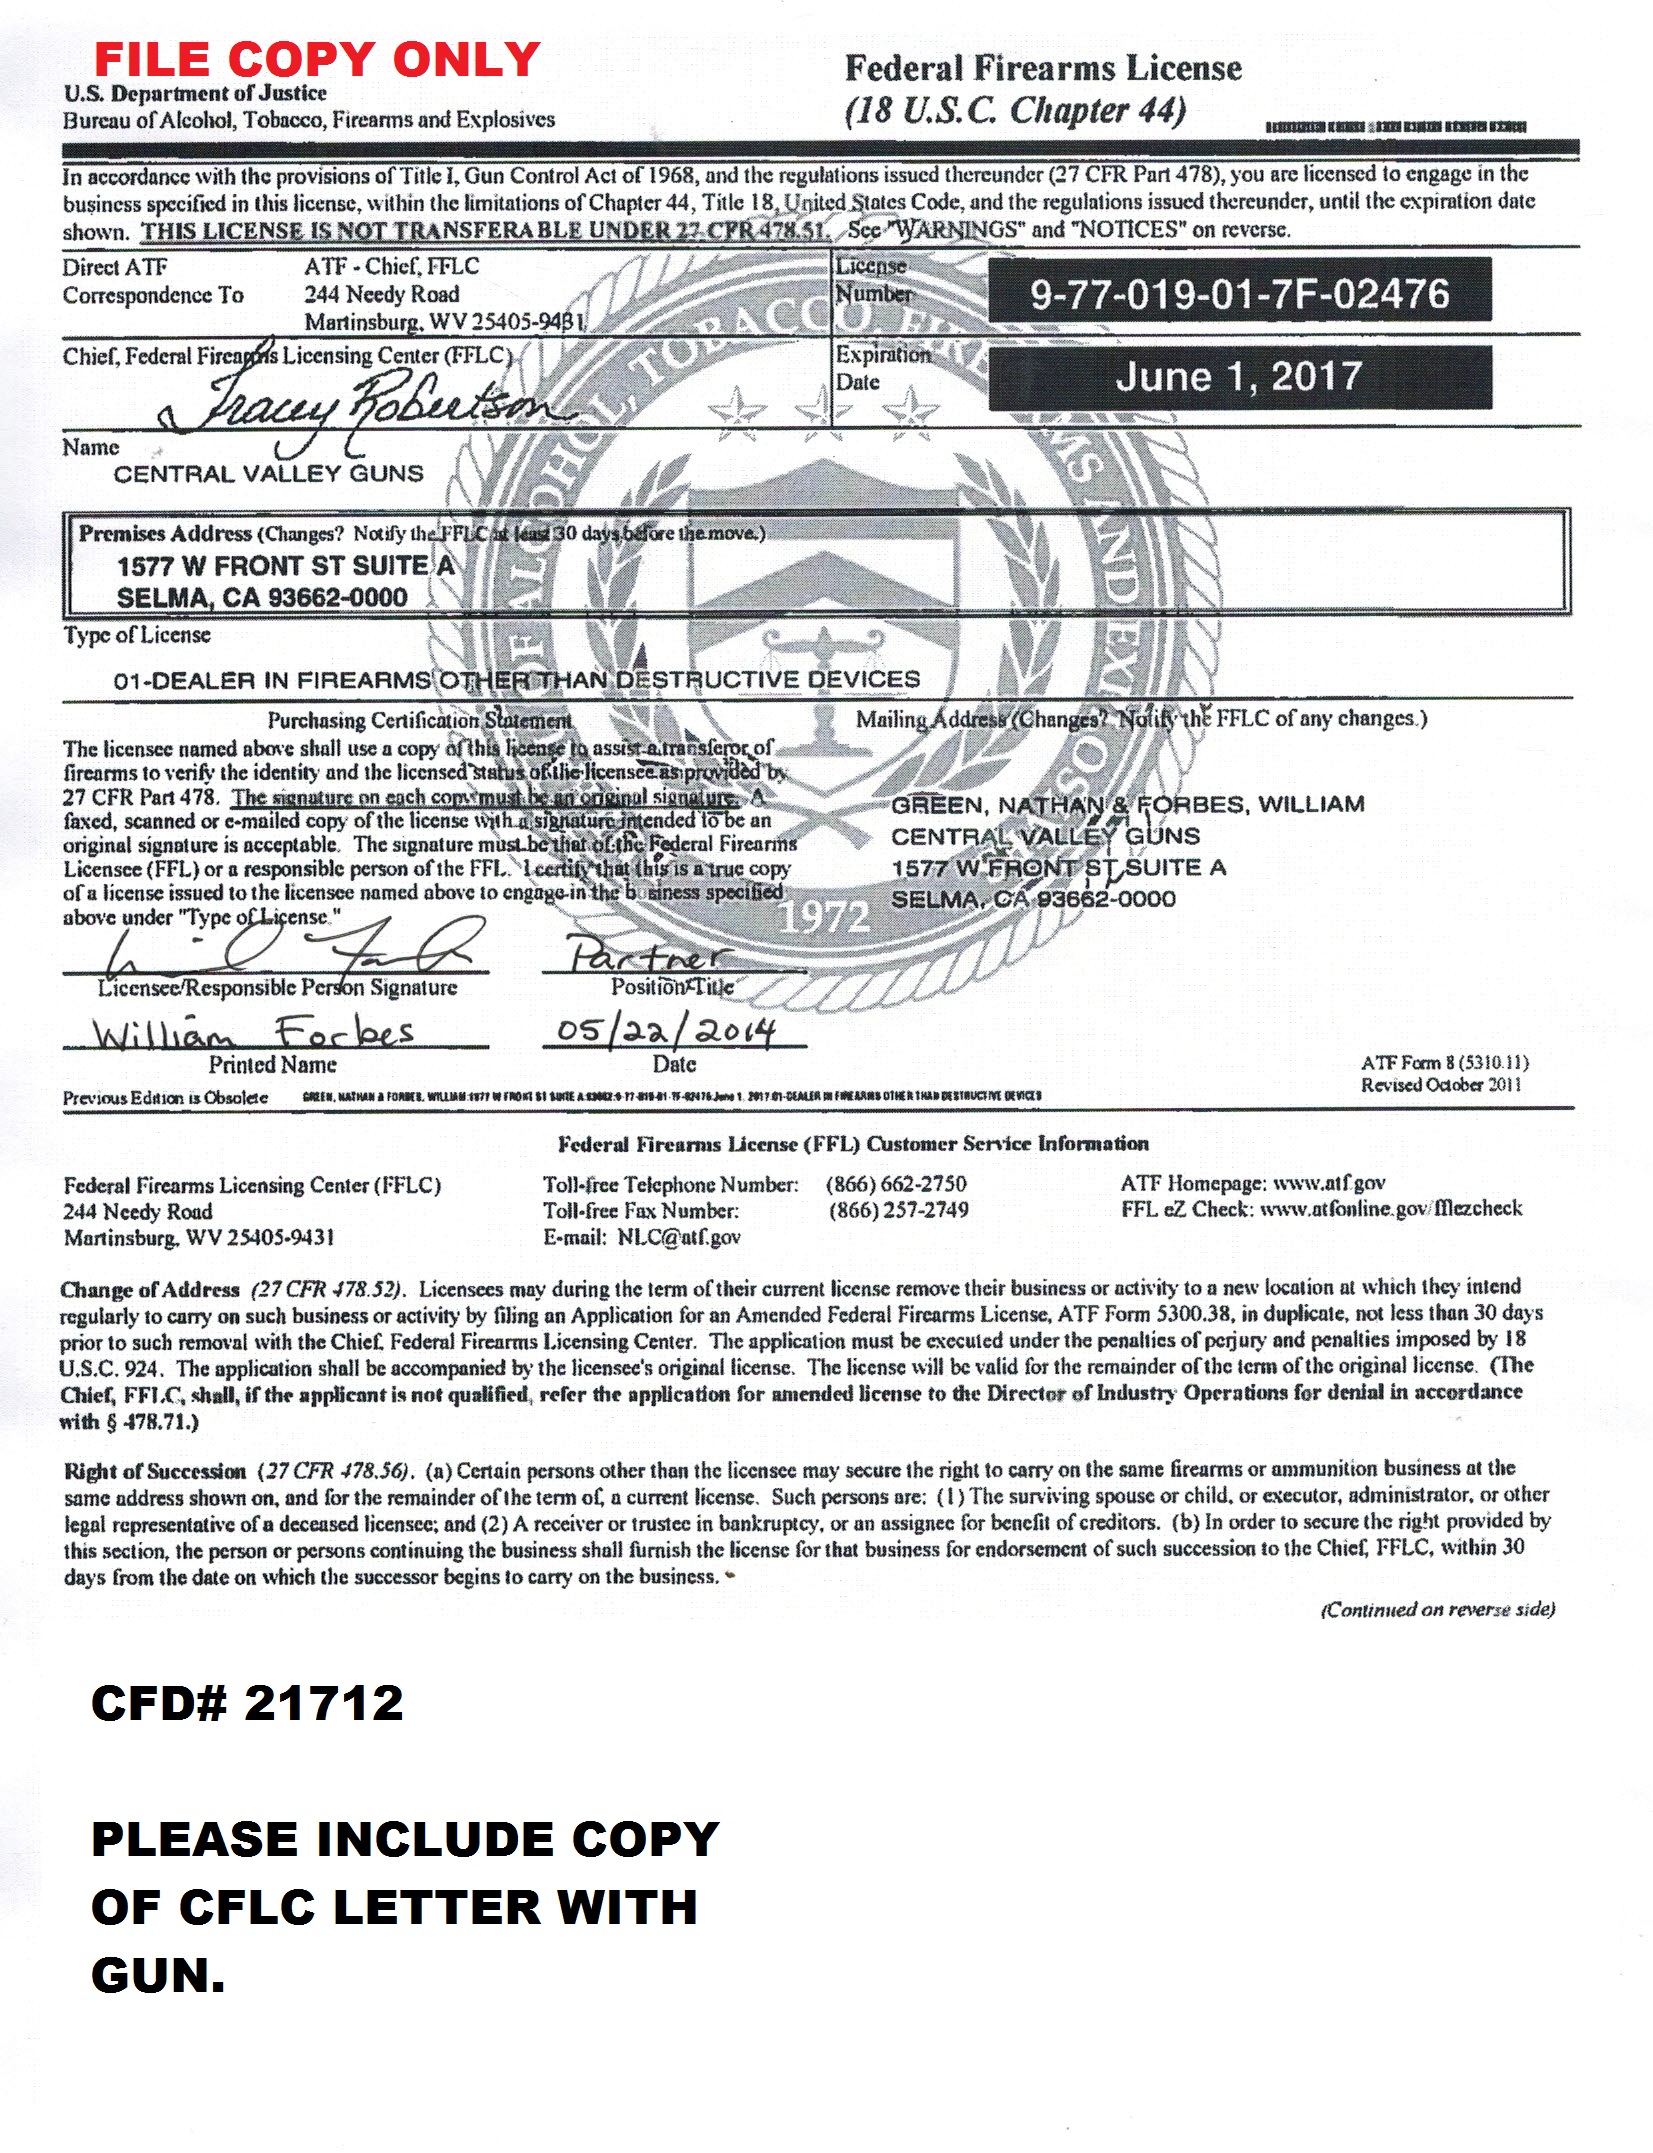 FILE COPY ONLY
U.S. Department of Justice
Bureau of Alcohol, Tobacco, Firearms and Explosives
Federal Firearms License
(18 U.S.C. Chapter 44)
In accordance with the provisions of Title I, Gun Control Act of 1968, and the regulations issued thereunder (27 CFR Part 478), you are licensed to engage in the
business specified in this license, within the limitations of Chapter 44, Title 18, United States Code, and the regulations issued thereunder, until the expiration date
shown. THIS LICENSE IS NOT TRANSFERABLE UNDER 27 CFR 478.51. See "WARNINGS" and "NOTICES" on reverse.
Direct ATF
Correspondence To
ATF - Chief, FFLC
244 Needy Road
Martinsburg, WV 25405-9431
License
Number
9-77-019-01-7F-02476
Chief, Federal Firearms Licensing Center (FFLC)
Tracey Robertson
Expiration
Date
June 1, 2017
Name
CENTRAL VALLEY GUNS
Premises Address (Changes? Notify the FFLC at least 30 days before the move.)
1577 W FRONT ST SUITE A
SELMA, CA 93662-0000
Type of License
01-DEALER IN FIREARMS OTHER THAN DESTRUCTIVE DEVICES
Purchasing Certification Statement
The licensee named above shall use a copy of this license to assist a transferor of
firearms to verify the identity and the licensed status of the licensee as provided by
27 CFR Part 478. The signature on each copy must be an original signature. A
faxed, scanned or e-mailed copy of the license with a signature intended to be an
original signature is acceptable. The signature must be that of the Federal Firearms
Licensee (FFL) or a responsible person of the FFL. I certify that this is a true copy
of a license issued to the licensee named above to engage in the business specified
above under "Type of License."
Mailing Address (Changes? Notify the FFLC of any changes.)
GREEN, NATHAN & FORBES, WILLIAM
CENTRAL VALLEY GUNS
1577 W FRONT ST SUITE A
SELMA, CA 93662-0000
1972
Partner
Licensee/Responsible Person Signature
Position/Title
William Forbes
05/22/2014
Printed Name
Date
ATF Form 8 (5310.11)
Revised October 2011
Previous Edition is Obsolete
GREEN, NATHAN & FORBES, WILLIAM:1577 W FRONT ST SUITE A:93662:9-77-019-01-7F-02476:June 1, 2017:01-DEALER IN FIREARMS OTHER THAN DESTRUCTIVE DEVICES
Federal Firearms License (FFL) Customer Service Information
Federal Firearms Licensing Center (FFLC)
244 Needy Road
Martinsburg, WV 25405-9431
Toll-free Telephone Number: (866) 662-2750
Toll-free Fax Number: (866) 257-2749
E-mail: NLC@atf.gov
ATF Homepage: www.atf.gov
FFL eZ Check: www.atfonline.gov/fflezcheck
Change of Address (27 CFR 478.52). Licensees may during the term of their current license remove their business or activity to a new location at which they intend
regularly to carry on such business or activity by filing an Application for an Amended Federal Firearms License, ATF Form 5300.38, in duplicate, not less than 30 days
prior to such removal with the Chief, Federal Firearms Licensing Center. The application must be executed under the penalties of perjury and penalties imposed by 18
U.S.C. 924. The application shall be accompanied by the licensee's original license. The license will be valid for the remainder of the term of the original license. (The
Chief, FFLC, shall, if the applicant is not qualified, refer the application for amended license to the Director of Industry Operations for denial in accordance
with § 478.71.)
Right of Succession (27 CFR 478.56). (a) Certain persons other than the licensee may secure the right to carry on the same firearms or ammunition business at the
same address shown on, and for the remainder of the term of, a current license. Such persons are: (1) The surviving spouse or child, or executor, administrator, or other
legal representative of a deceased licensee; and (2) A receiver or trustee in bankruptcy, or an assignee for benefit of creditors. (b) In order to secure the right provided by
this section, the person or persons continuing the business shall furnish the license for that business for endorsement of such succession to the Chief, FFLC, within 30
days from the date on which the successor begins to carry on the business.
(Continued on reverse side)
CFD# 21712
PLEASE INCLUDE COPY
OF CFLC LETTER WITH
GUN.